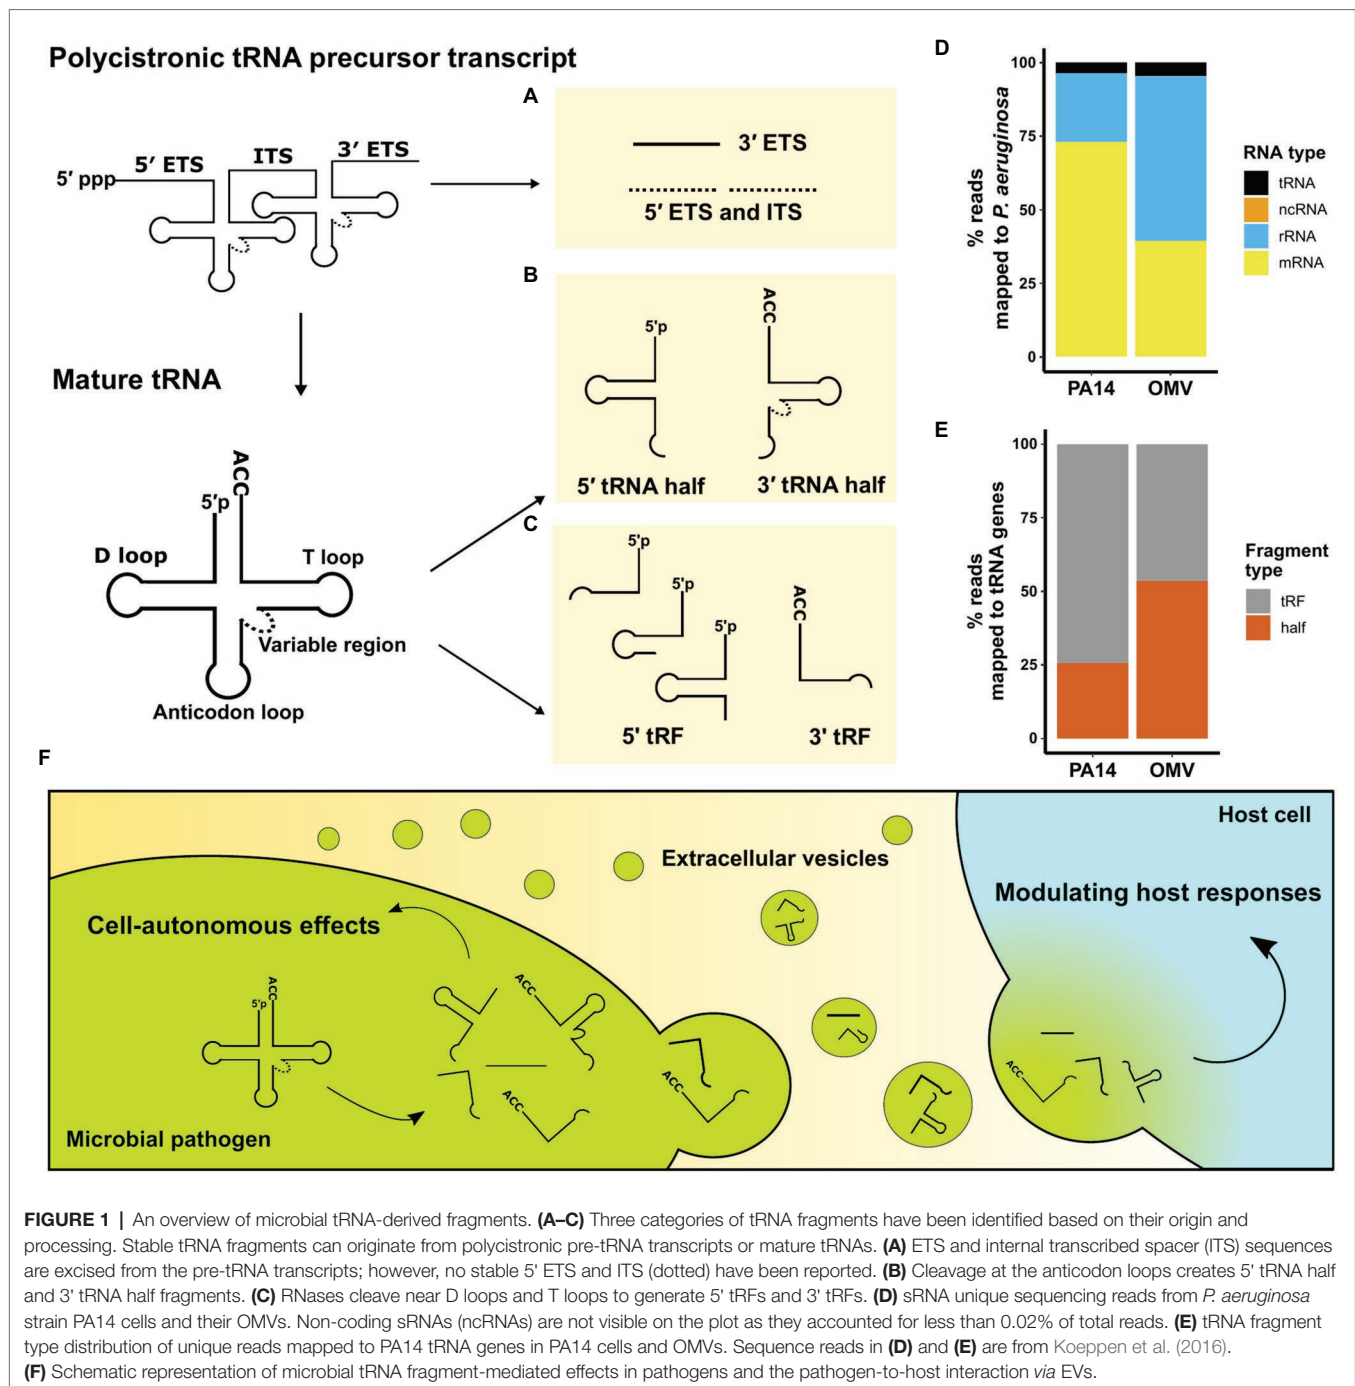 Polycistronic tRNA precursor transcript
5′ ppp
5′ ETS
ITS
3′ ETS
Mature tRNA
5'p
ACC
D loop
T loop
Variable region
Anticodon loop
A
3′ ETS
5′ ETS and ITS
B
5'p
ACC
5′ tRNA half
3′ tRNA half
C
5'p
5'p
5'p
ACC
5' tRF
3' tRF
D
% reads
mapped to P. aeruginosa
100
75
50
25
0
PA14
OMV
RNA type
tRNA
ncRNA
rRNA
mRNA
E
% reads
mapped to tRNA genes
100
75
50
25
0
PA14
OMV
Fragment
type
tRF
half
F
Cell-autonomous effects
5'p
ACC
ACC
ACC
ACC
Microbial pathogen
Extracellular vesicles
Host cell
Modulating host responses
ACC
FIGURE 1 | An overview of microbial tRNA-derived fragments. (A–C) Three categories of tRNA fragments have been identified based on their origin and
processing. Stable tRNA fragments can originate from polycistronic pre-tRNA transcripts or mature tRNAs. (A) ETS and internal transcribed spacer (ITS) sequences
are excised from the pre-tRNA transcripts; however, no stable 5' ETS and ITS (dotted) have been reported. (B) Cleavage at the anticodon loops creates 5' tRNA half
and 3' tRNA half fragments. (C) RNases cleave near D loops and T loops to generate 5' tRFs and 3' tRFs. (D) sRNA unique sequencing reads from P. aeruginosa
strain PA14 cells and their OMVs. Non-coding sRNAs (ncRNAs) are not visible on the plot as they accounted for less than 0.02% of total reads. (E) tRNA fragment
type distribution of unique reads mapped to PA14 tRNA genes in PA14 cells and OMVs. Sequence reads in (D) and (E) are from Koeppen et al. (2016).
(F) Schematic representation of microbial tRNA fragment-mediated effects in pathogens and the pathogen-to-host interaction via EVs.